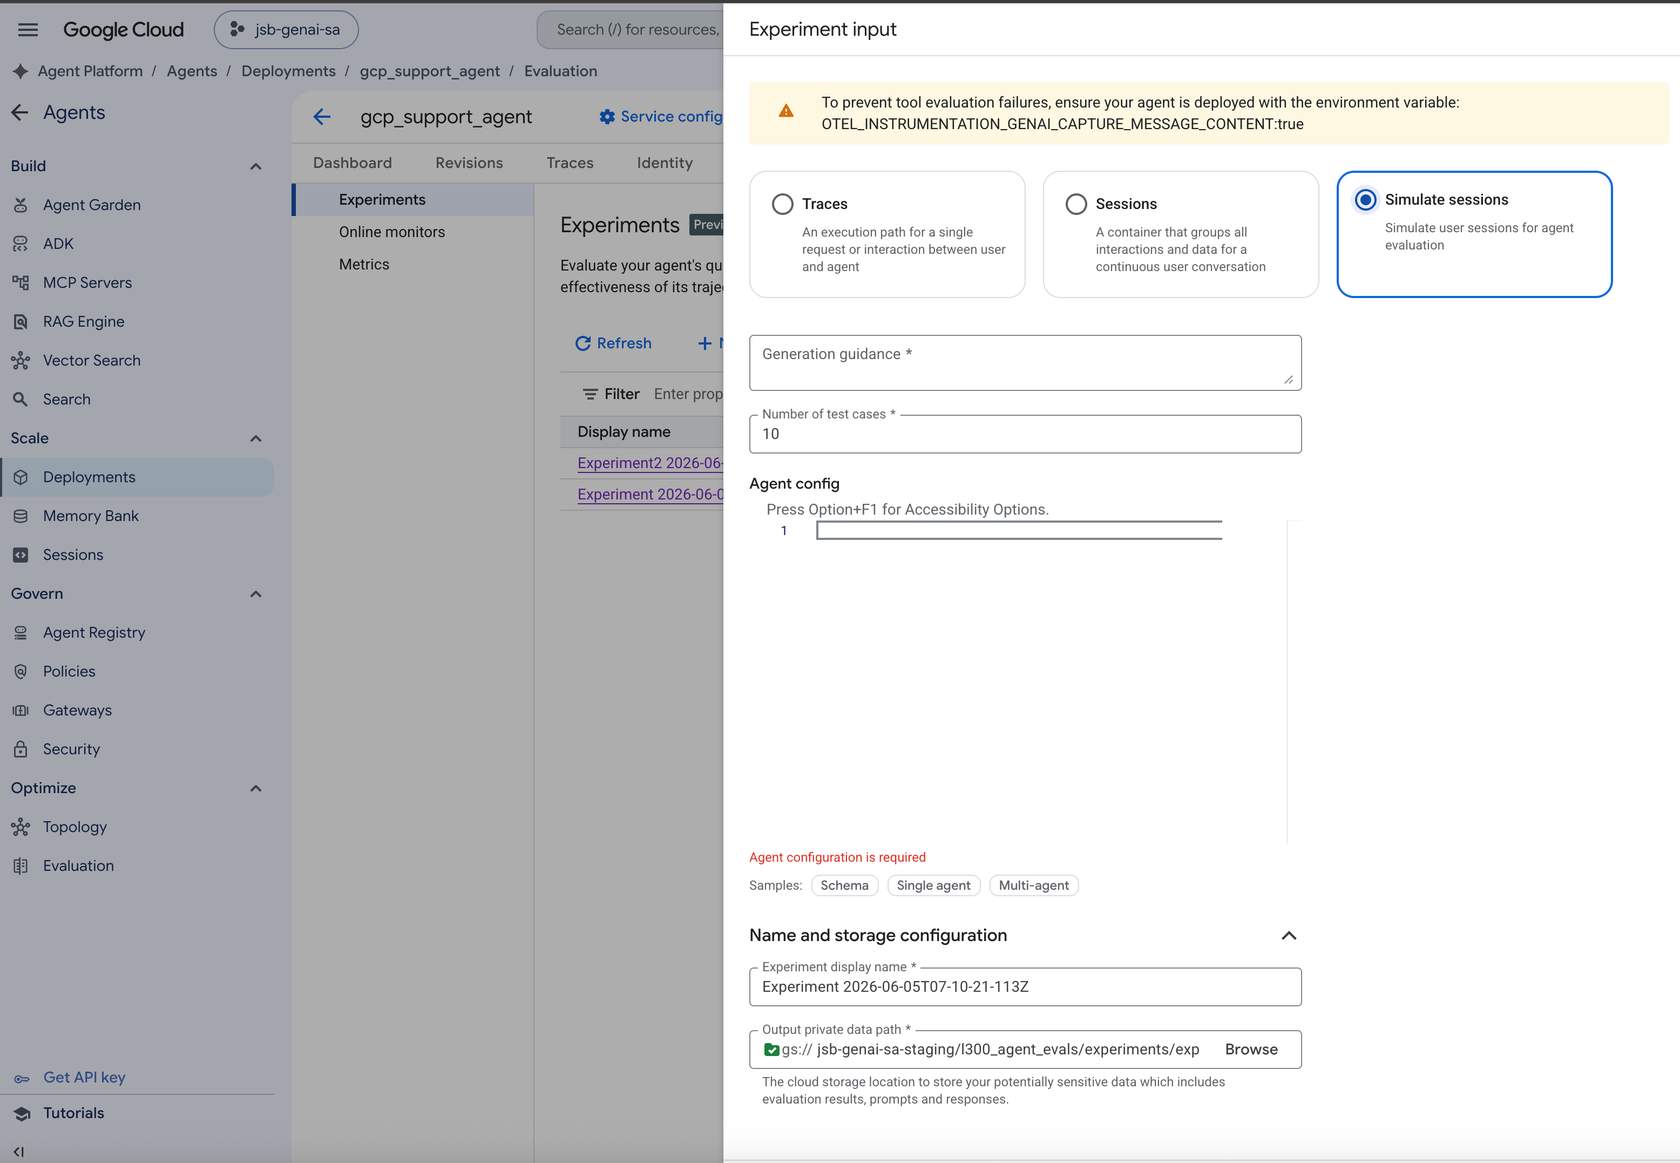 Google Cloud
jsb-genai-sa
Search (/) for resources,
Agent Platform / Agents / Deployments / gcp_support_agent / Evaluation
Agents
Build
Agent Garden
ADK
MCP Servers
RAG Engine
Vector Search
Search
Scale
Deployments
Memory Bank
Sessions
Govern
Agent Registry
Policies
Gateways
Security
Optimize
Topology
Evaluation
Get API key
Tutorials
gcp_support_agent
Service config
Dashboard Revisions Traces Identity
Experiments
Online monitors
Metrics
Experiments Previ
Evaluate your agent's qu
effectiveness of its traje
Refresh
Filter Enter prop
Display name
Experiment2 2026-06-
Experiment 2026-06-0
Experiment input
To prevent tool evaluation failures, ensure your agent is deployed with the environment variable:
OTEL_INSTRUMENTATION_GENAI_CAPTURE_MESSAGE_CONTENT:true
Traces
An execution path for a single
request or interaction between user
and agent
Sessions
A container that groups all
interactions and data for a
continuous user conversation
Simulate sessions
Simulate user sessions for agent
evaluation
Generation guidance *
Number of test cases *
10
Agent config
Press Option+F1 for Accessibility Options.
1
Agent configuration is required
Samples: Schema Single agent Multi-agent
Name and storage configuration
Experiment display name *
Experiment 2026-06-05T07-10-21-113Z
Output private data path *
gs:// jsb-genai-sa-staging/l300_agent_evals/experiments/exp Browse
The cloud storage location to store your potentially sensitive data which includes
evaluation results, prompts and responses.